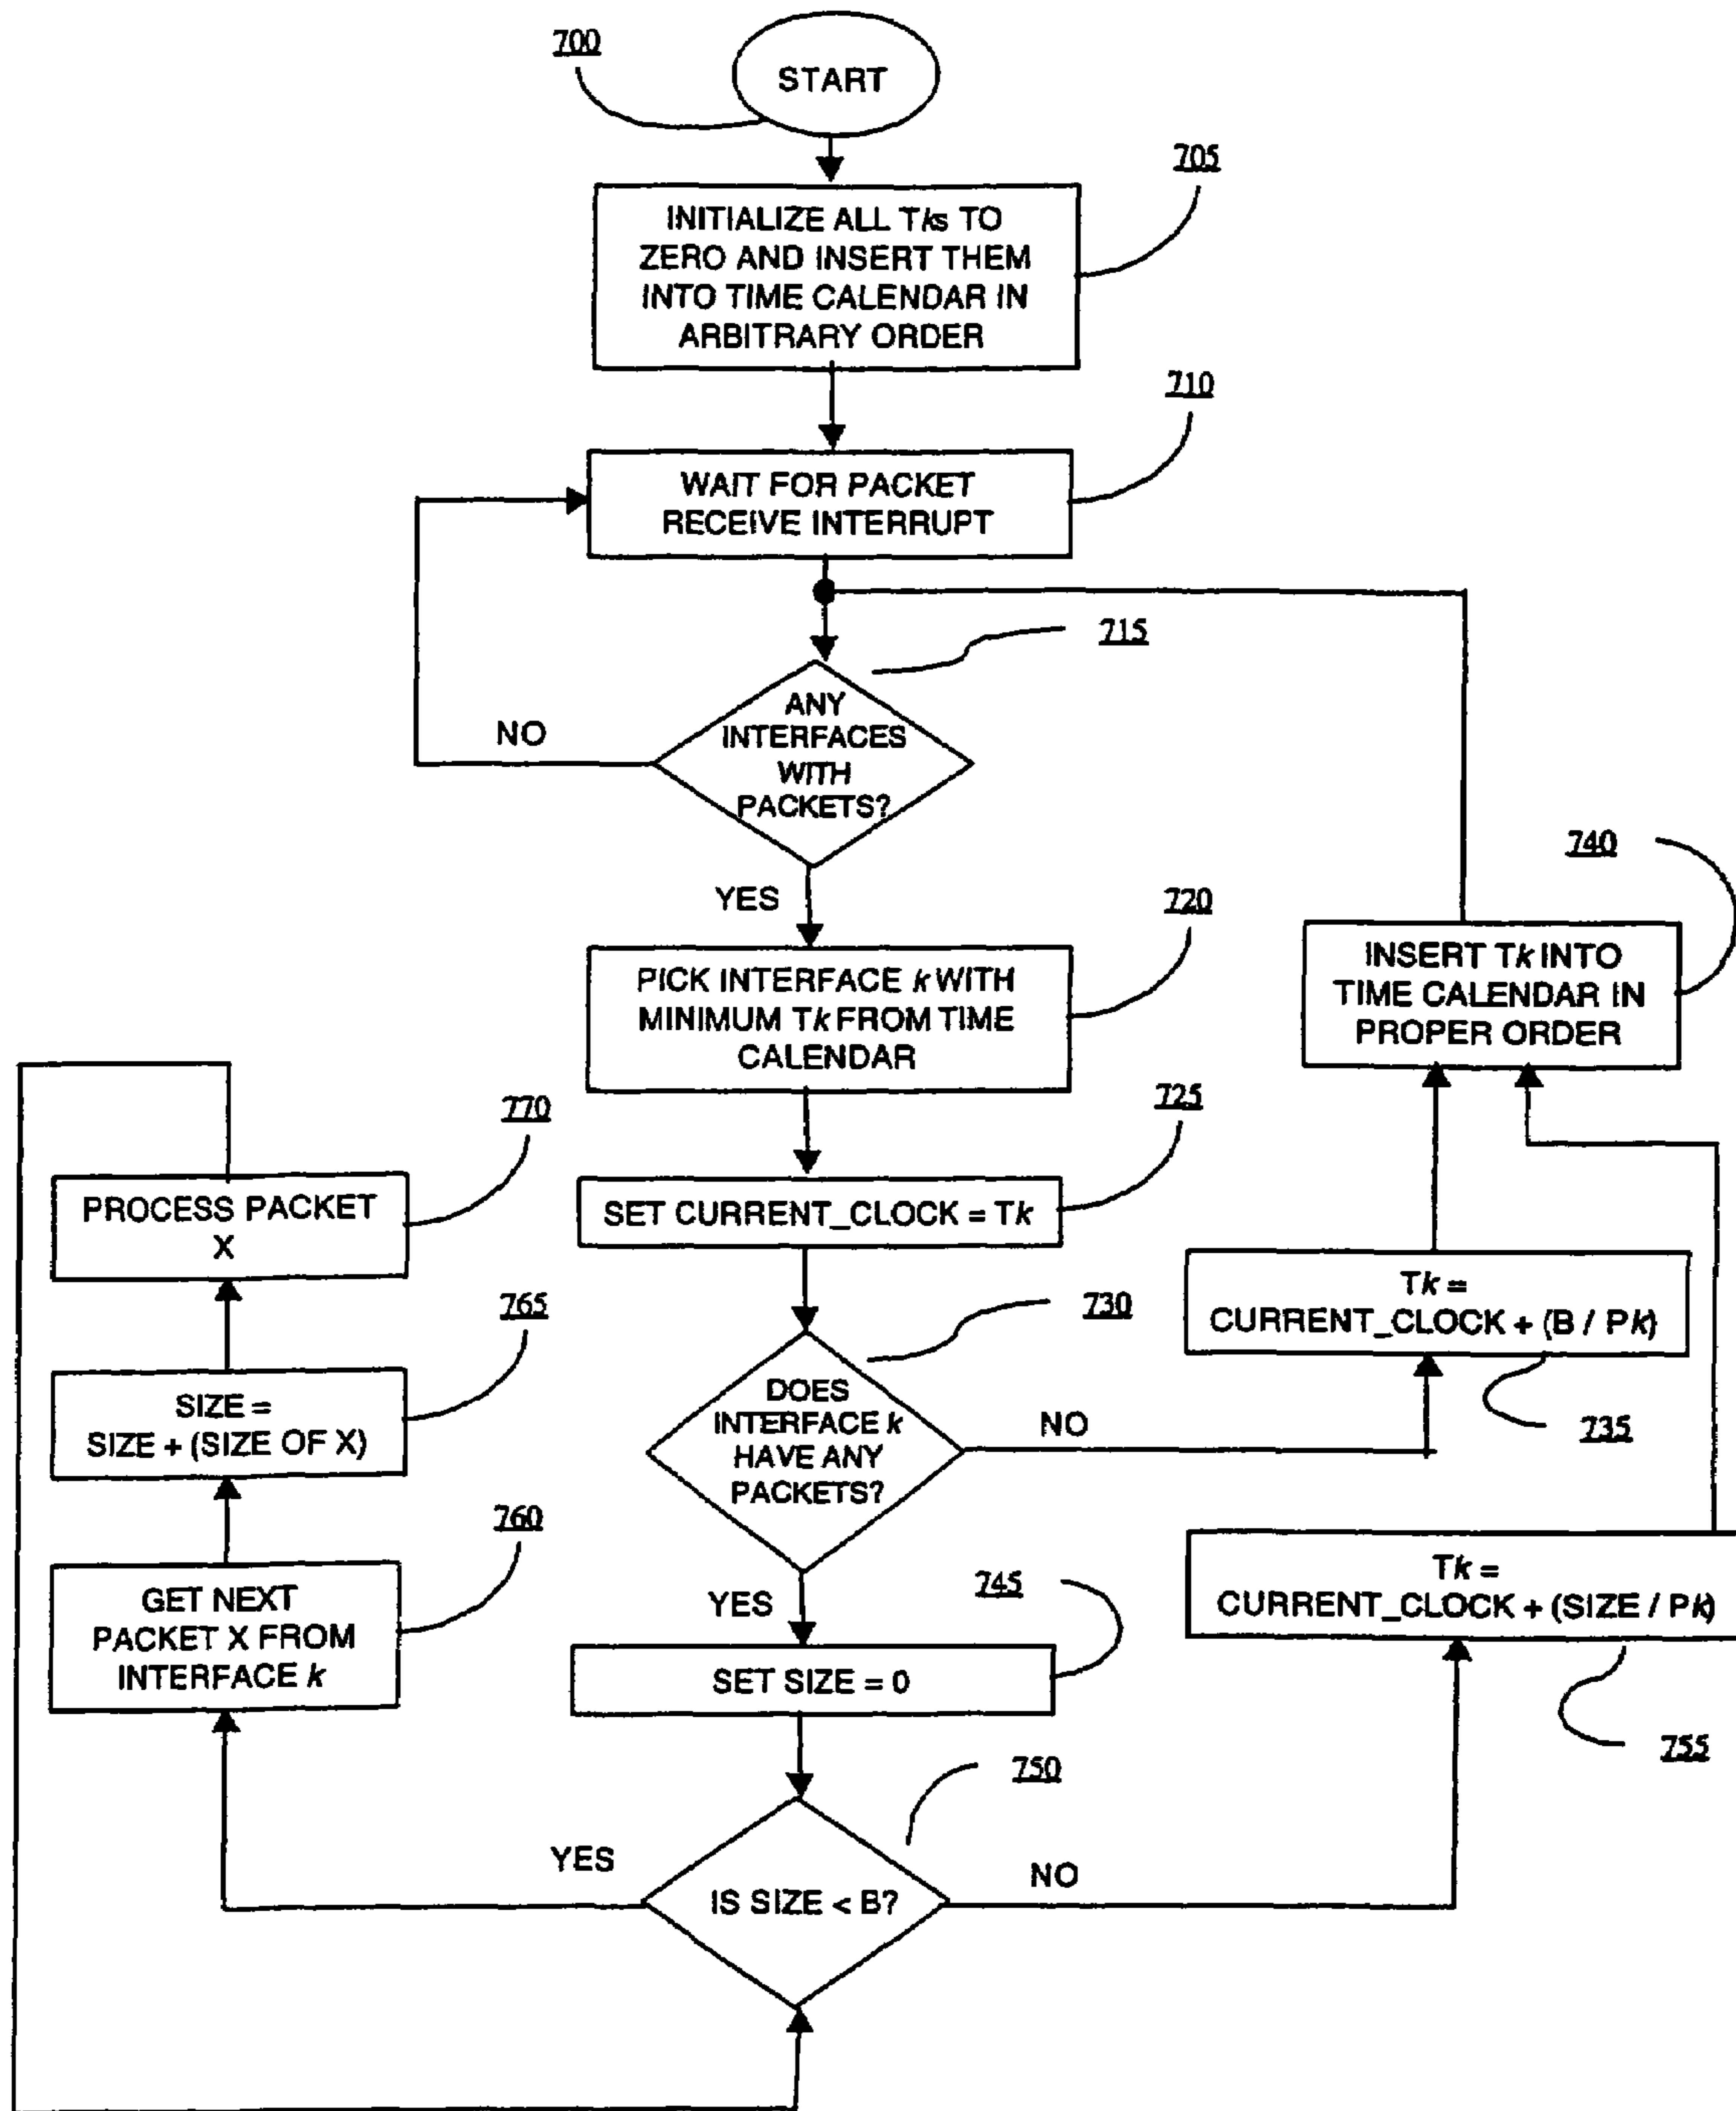 700
START
705
INITIALIZE ALL Tks TO
ZERO AND INSERT THEM
INTO TIME CALENDAR IN
ARBITRARY ORDER
710
WAIT FOR PACKET
RECEIVE INTERRUPT
715
ANY
INTERFACES
WITH
PACKETS?
NO
YES
720
PICK INTERFACE k WITH
MINIMUM Tk FROM TIME
CALENDAR
740
INSERT Tk INTO
TIME CALENDAR IN
PROPER ORDER
725
SET CURRENT_CLOCK = Tk
770
PROCESS PACKET
X
730
DOES
INTERFACE k
HAVE ANY
PACKETS?
NO
YES
Tk =
CURRENT_CLOCK + (B / Pk)
735
765
SIZE =
SIZE + (SIZE OF X)
760
GET NEXT
PACKET X FROM
INTERFACE k
745
SET SIZE = 0
Tk =
CURRENT_CLOCK + (SIZE / Pk)
755
750
IS SIZE < B?
YES
NO